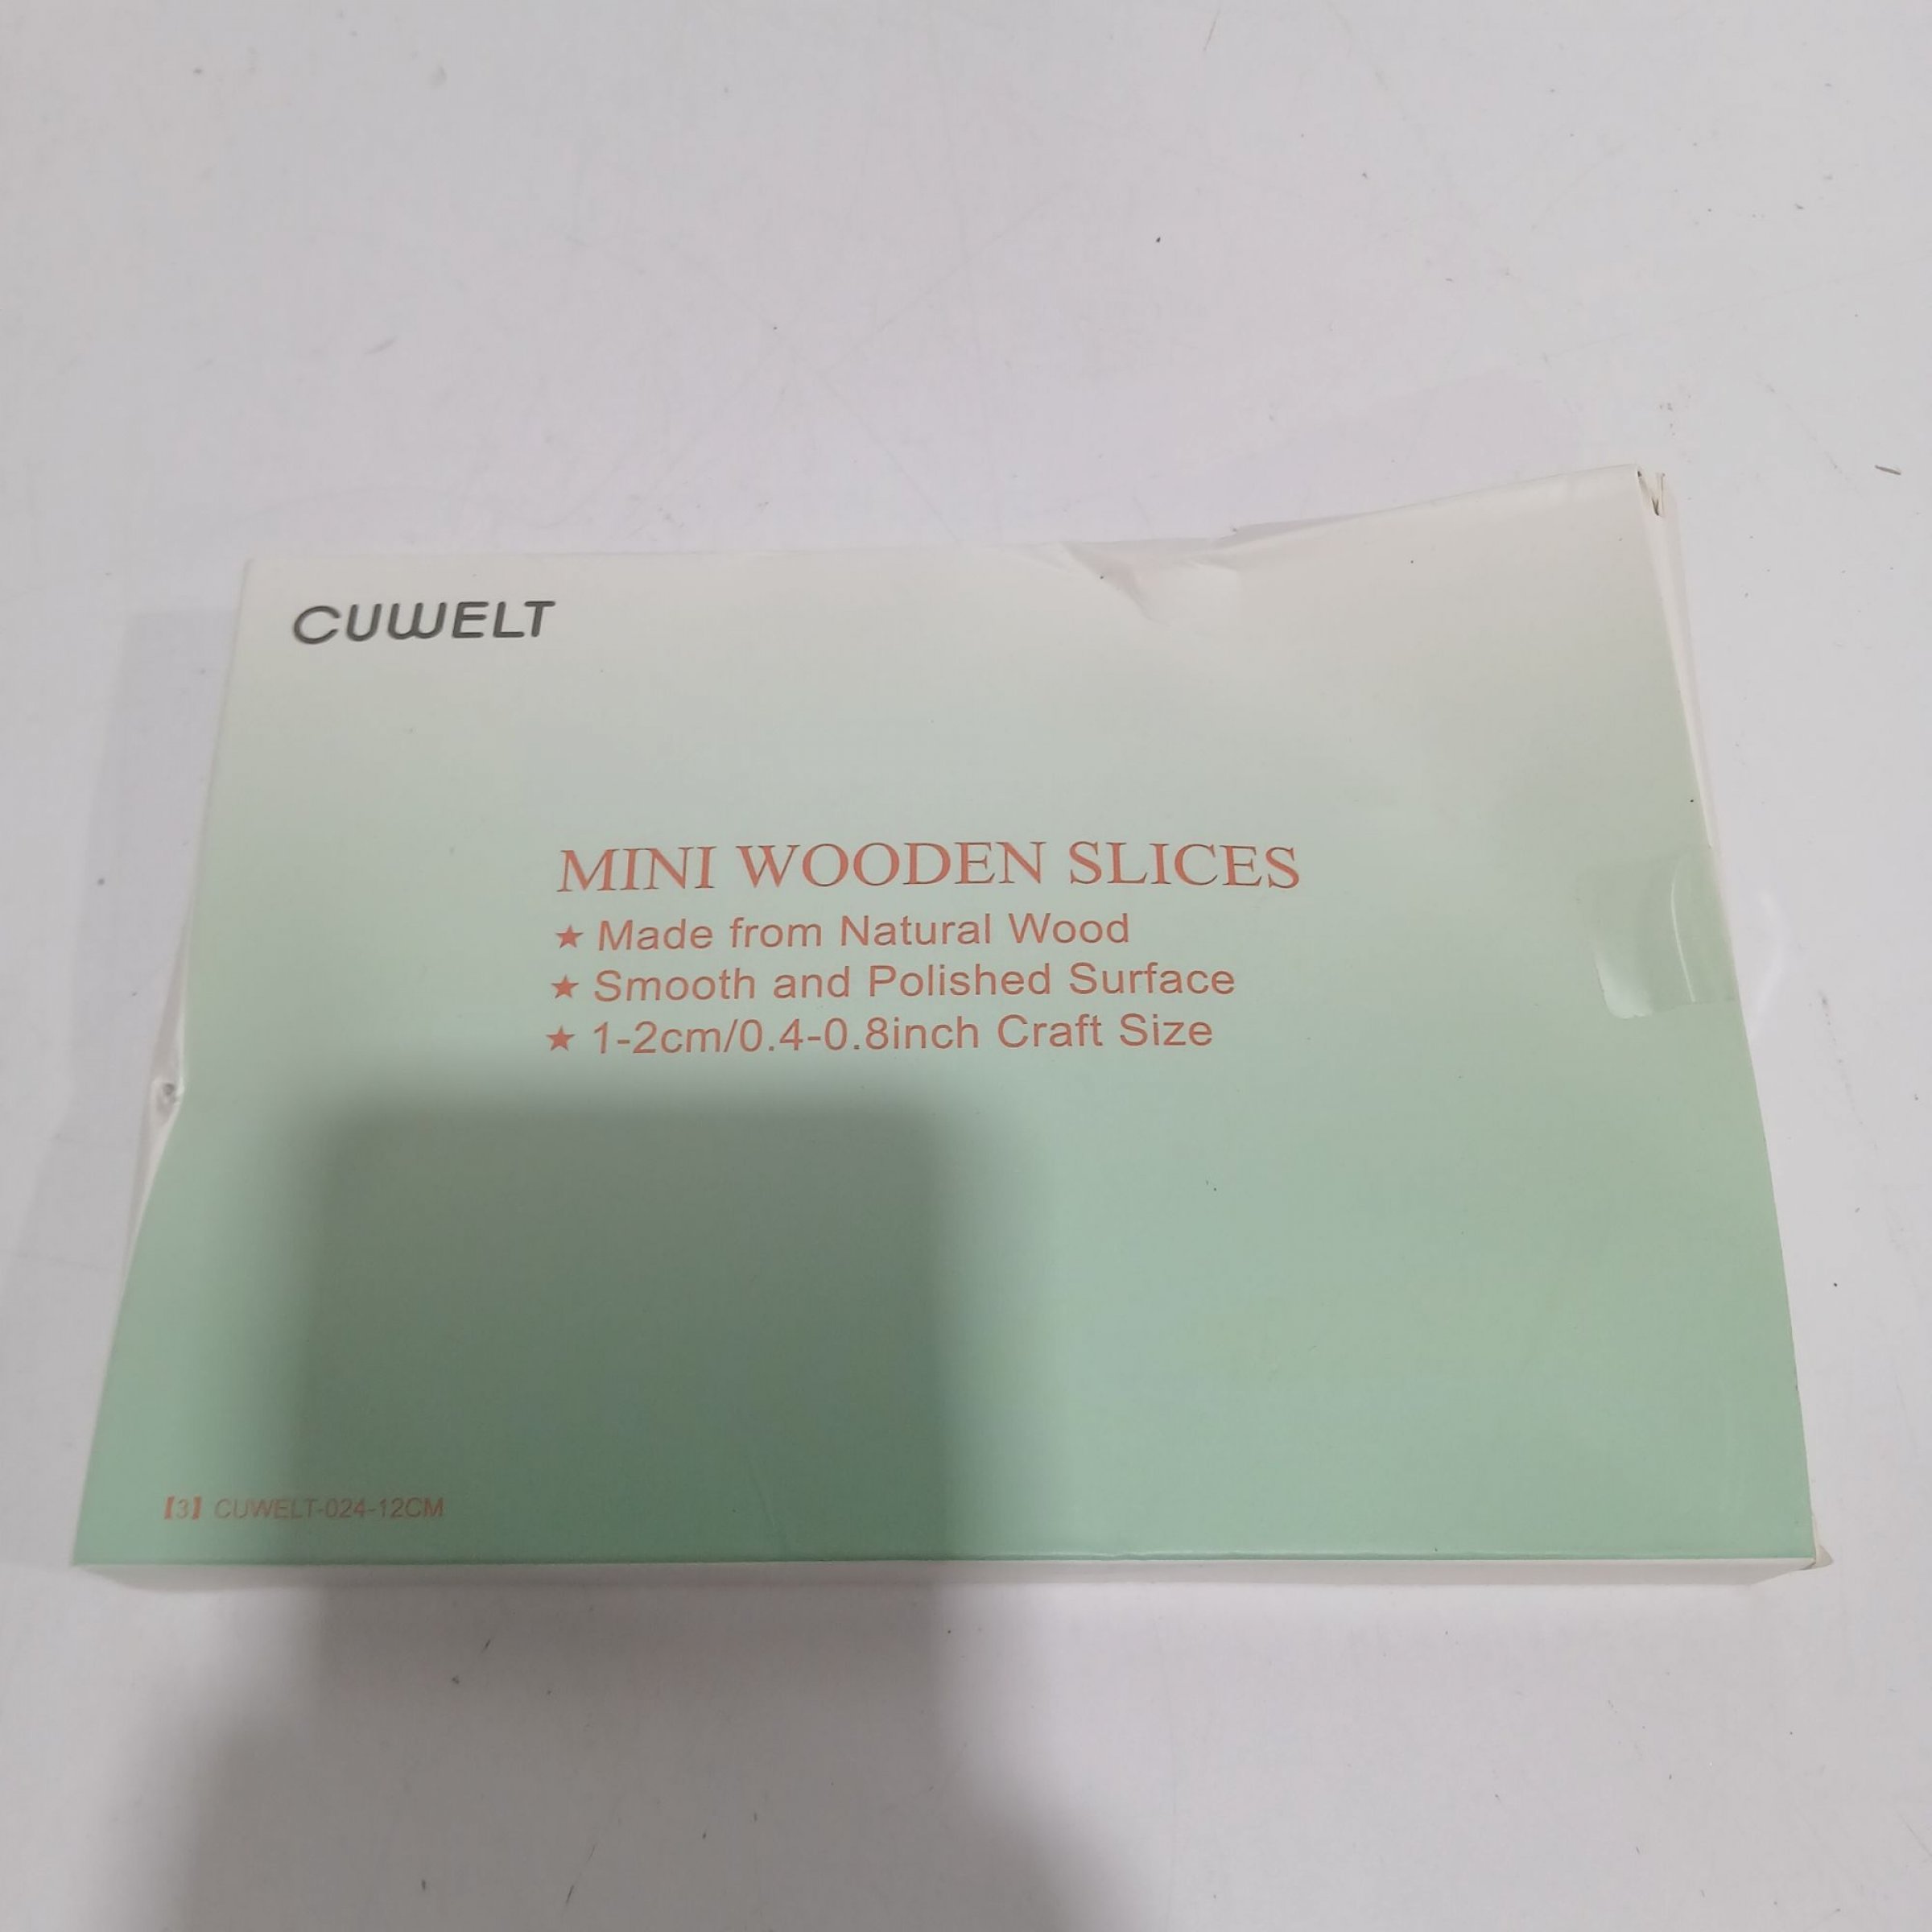 CUWELT
MINI WOODEN SLICES
★ Made from Natural Wood
★ Smooth and Polished Surface
★ 1-2cm/0.4-0.8inch Craft Size
【3】 CUWELT-024-12CM